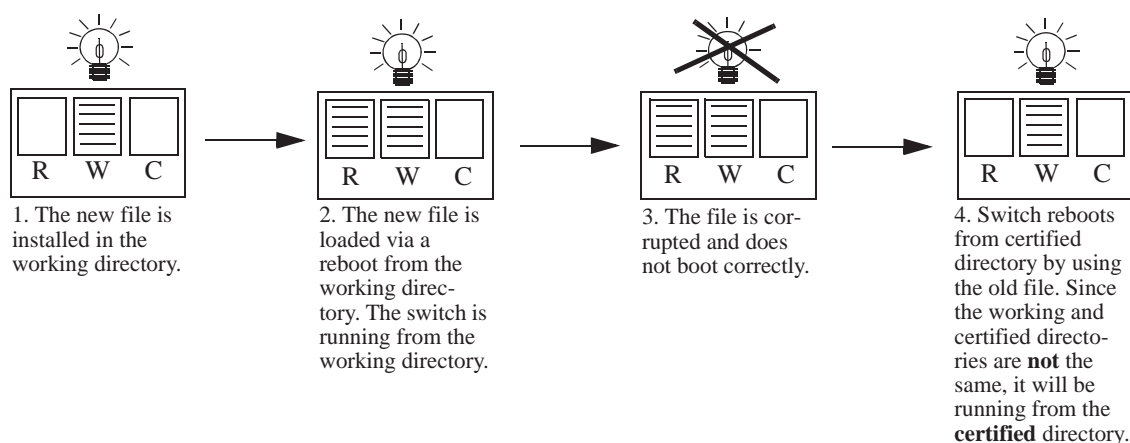 R W C
R W C
R W C
R W C
1. The new file is
installed in the
working directory.
2. The new file is
loaded via a
reboot from the
working direc-
tory. The switch is
running from the
working directory.
3. The file is cor-
rupted and does
not boot correctly.
4. Switch reboots
from certified
directory by using
the old file. Since
the working and
certified directo-
ries are not the
same, it will be
running from the
certified directory.